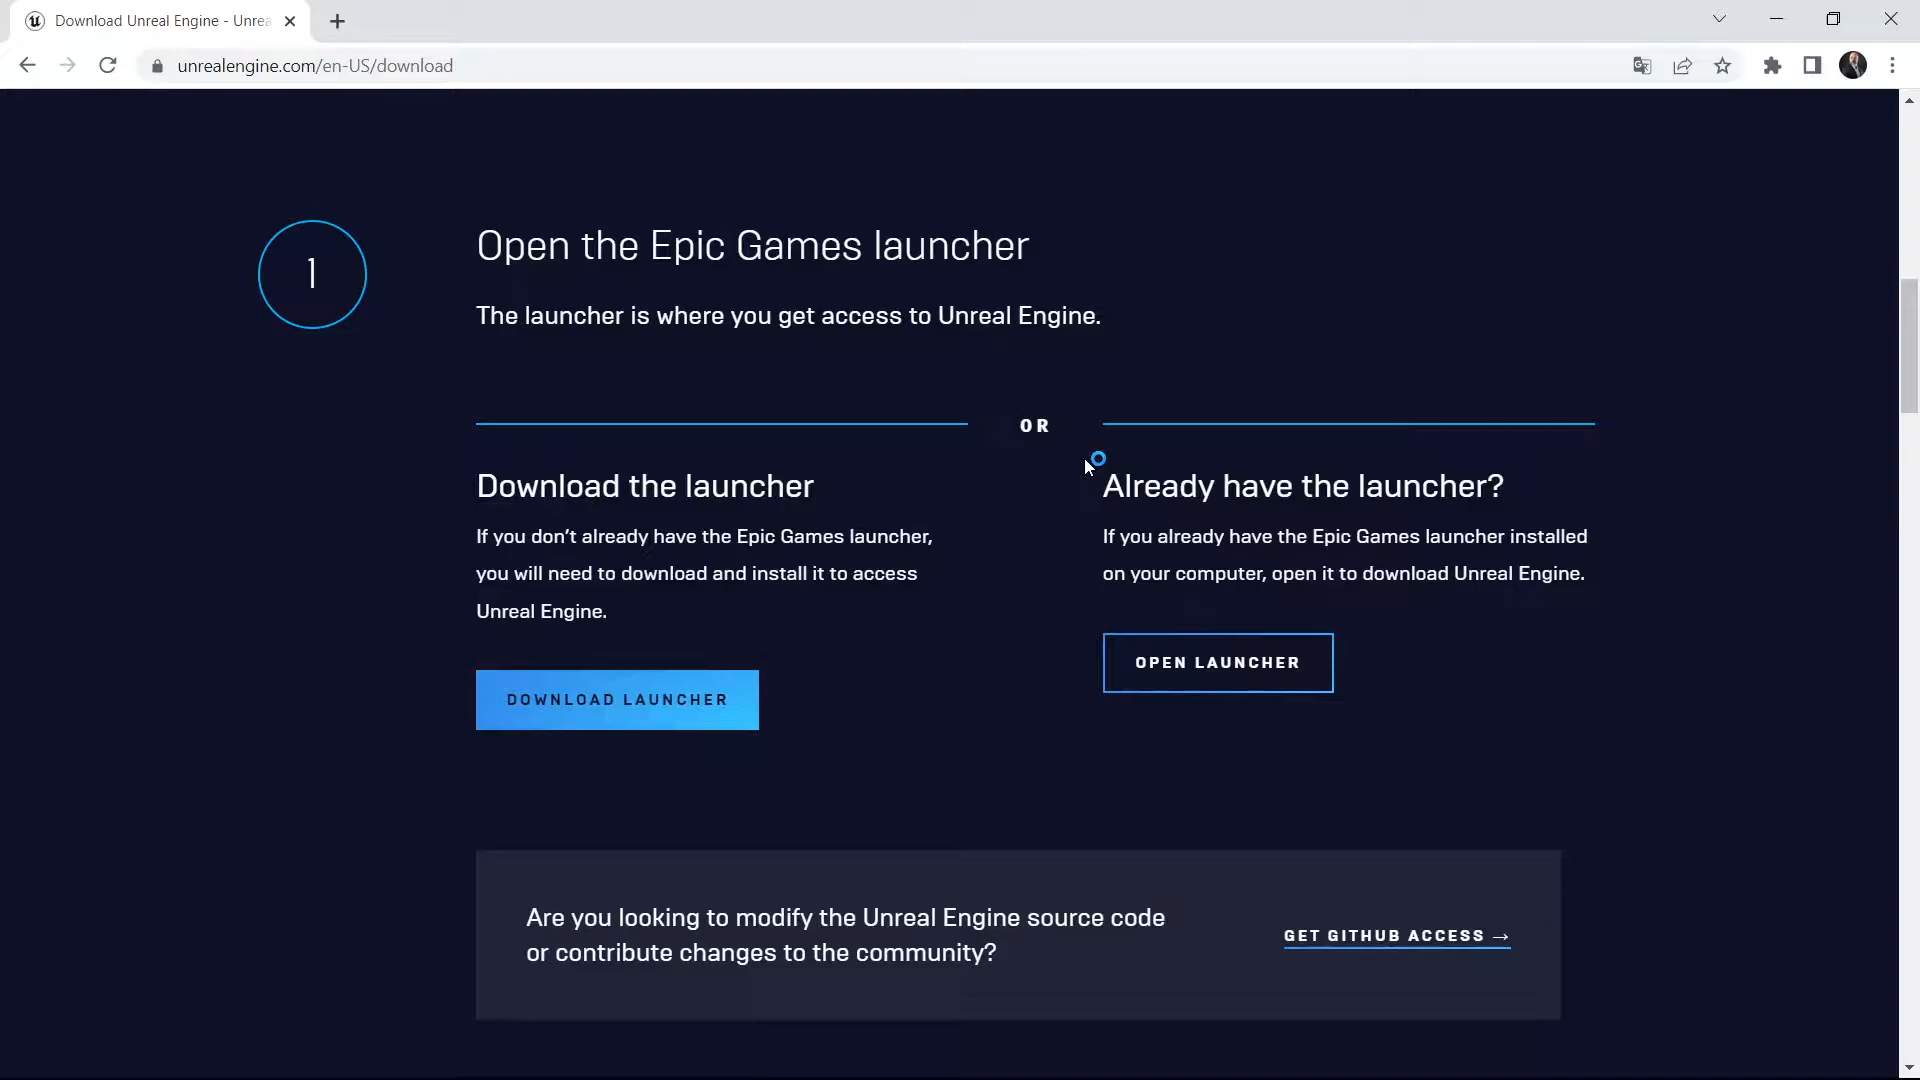 Download Unreal Engine - Unrea
unrealengine.com/en-US/download
1
Open the Epic Games launcher
The launcher is where you get access to Unreal Engine.
OR
Download the launcher
If you don’t already have the Epic Games launcher,
you will need to download and install it to access
Unreal Engine.
DOWNLOAD LAUNCHER
Already have the launcher?
If you already have the Epic Games launcher installed
on your computer, open it to download Unreal Engine.
OPEN LAUNCHER
Are you looking to modify the Unreal Engine source code
or contribute changes to the community?
GET GITHUB ACCESS →